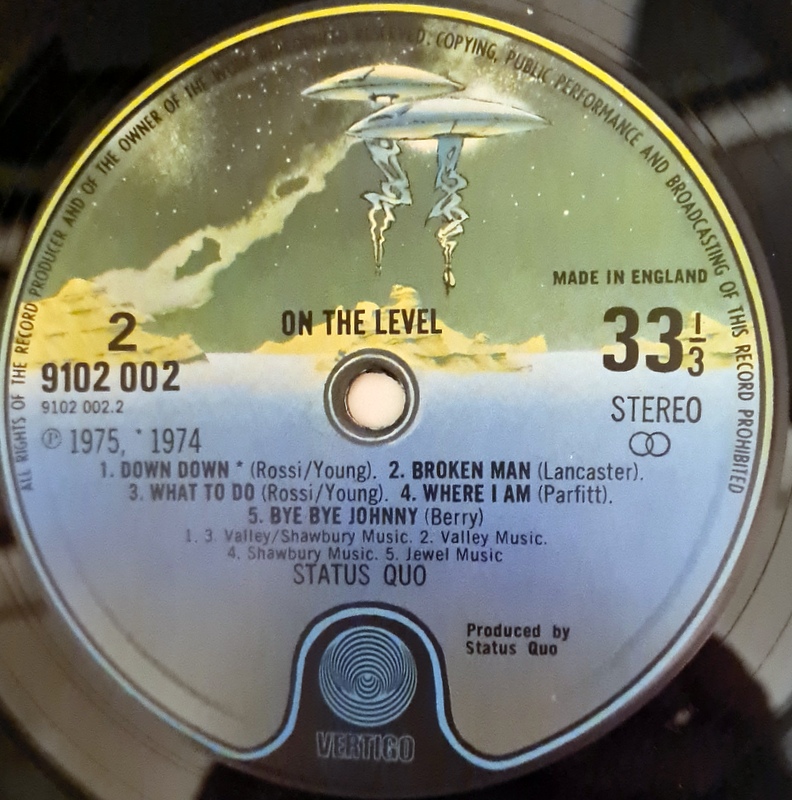 ALL RIGHTS OF THE RECORD PRODUCER AND OF THE OWNER OF THE WORK RESERVED. COPYING, PUBLIC PERFORMANCE AND BROADCASTING OF THIS RECORD PROHIBITED
MADE IN ENGLAND
2
ON THE LEVEL
33 1/3
9102 002
9102 002.2
STEREO
℗ 1975, * 1974
1. DOWN DOWN * (Rossi/Young). 2. BROKEN MAN (Lancaster).
3. WHAT TO DO (Rossi/Young). 4. WHERE I AM (Parfitt).
5. BYE BYE JOHNNY (Berry)
1. 3. Valley/Shawbury Music. 2. Valley Music.
4. Shawbury Music. 5. Jewel Music
STATUS QUO
Produced by
Status Quo
VERTIGO